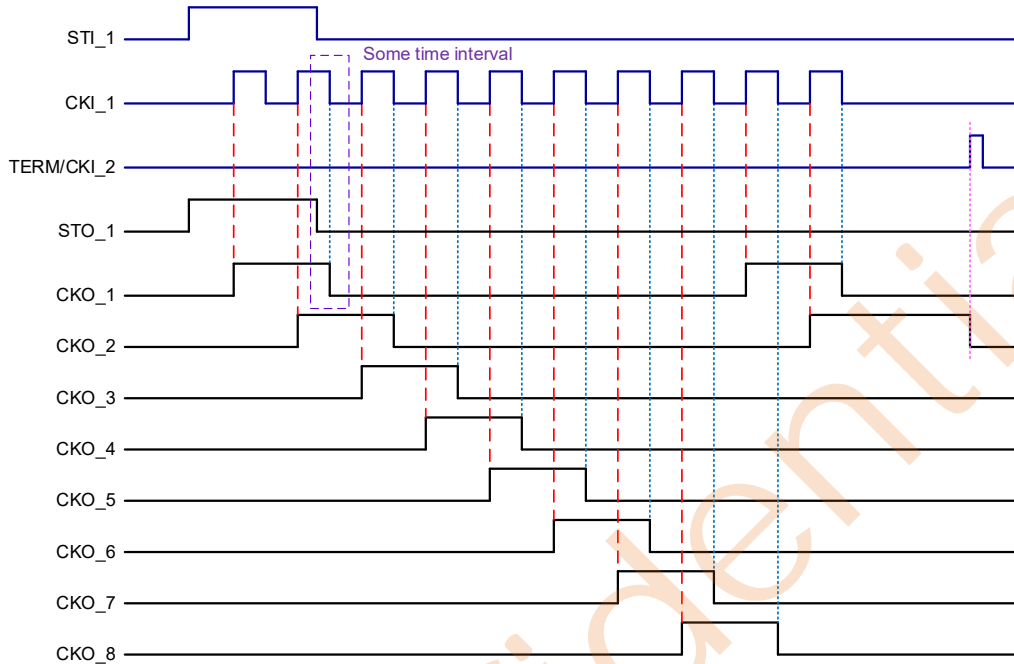 STI_1
Some time interval
CKI_1
TERM/CKI_2
STO_1
CKO_1
CKO_2
CKO_3
CKO_4
CKO_5
CKO_6
CKO_7
CKO_8